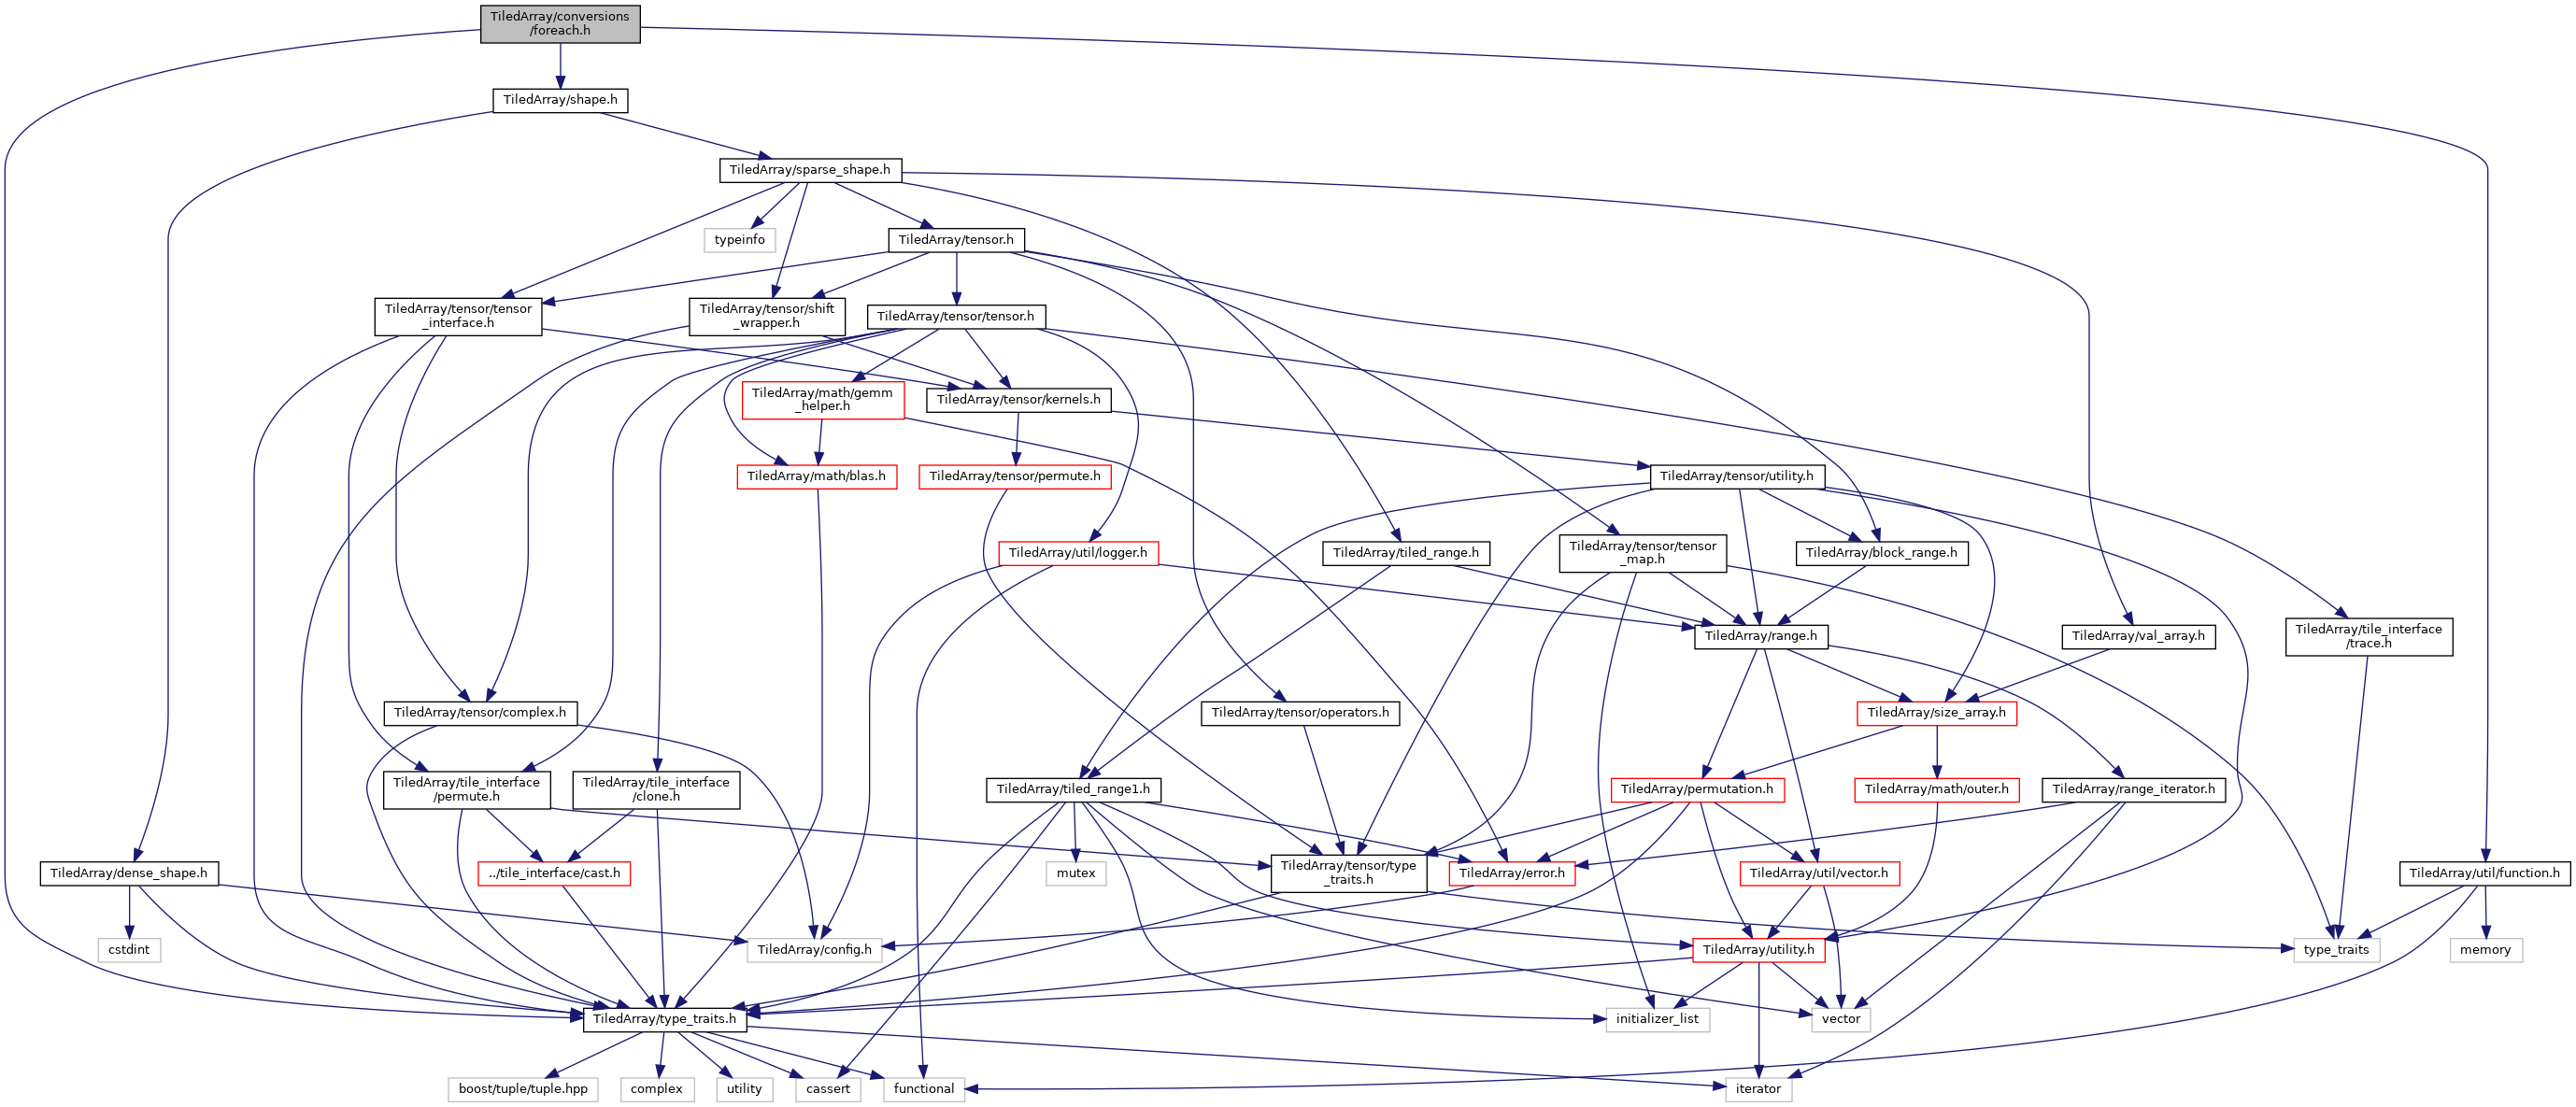 TiledArray/conversions
/foreach.h
TiledArray/shape.h
TiledArray/sparse_shape.h
typeinfo
TiledArray/tensor.h
TiledArray/tensor/tensor
_interface.h
TiledArray/tensor/shift
_wrapper.h
TiledArray/tensor/tensor.h
TiledArray/math/gemm
_helper.h
TiledArray/tensor/kernels.h
TiledArray/math/blas.h
TiledArray/tensor/permute.h
TiledArray/tensor/utility.h
TiledArray/util/logger.h
TiledArray/tiled_range.h
TiledArray/tensor/tensor
_map.h
TiledArray/block_range.h
TiledArray/range.h
TiledArray/val_array.h
TiledArray/tile_interface
/trace.h
TiledArray/tensor/complex.h
TiledArray/tensor/operators.h
TiledArray/size_array.h
TiledArray/tile_interface
/permute.h
TiledArray/tile_interface
/clone.h
TiledArray/tiled_range1.h
TiledArray/permutation.h
TiledArray/math/outer.h
TiledArray/range_iterator.h
TiledArray/dense_shape.h
../tile_interface/cast.h
mutex
TiledArray/tensor/type
_traits.h
TiledArray/error.h
TiledArray/util/vector.h
TiledArray/util/function.h
cstdint
TiledArray/config.h
TiledArray/utility.h
type_traits
memory
TiledArray/type_traits.h
initializer_list
vector
boost/tuple/tuple.hpp
complex
utility
cassert
functional
iterator